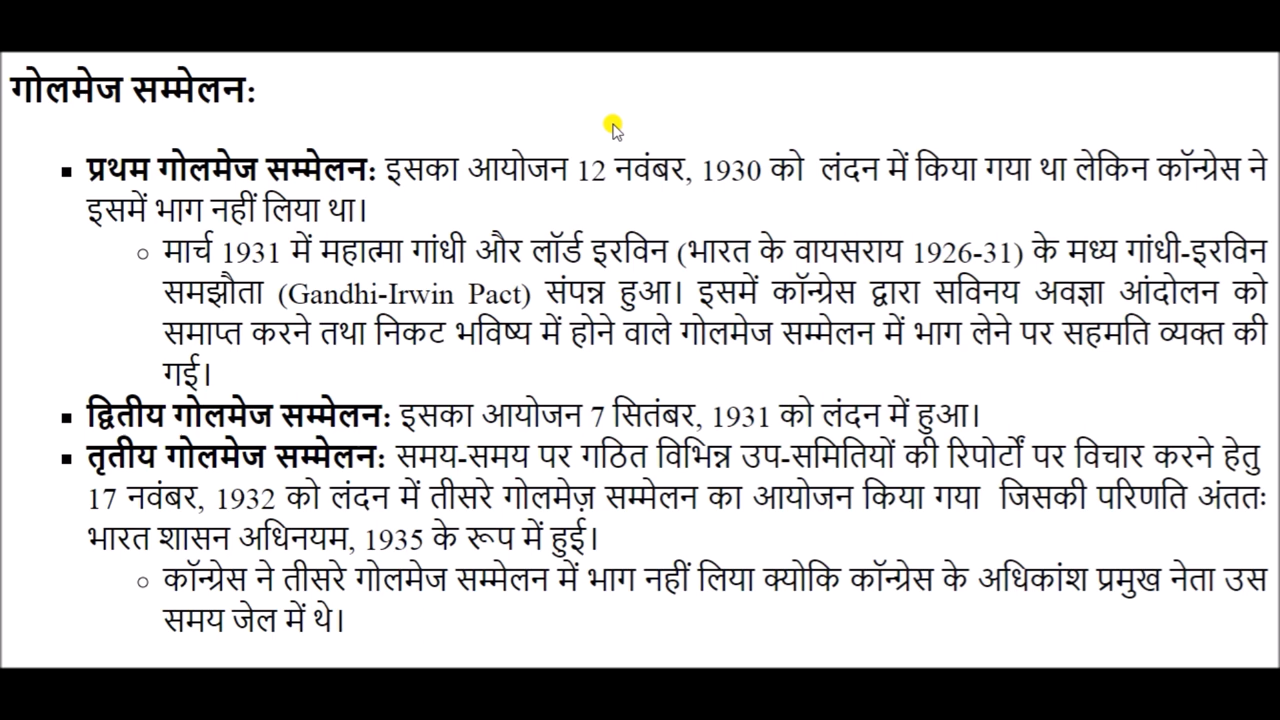 गोलमेज सम्मेलन:
▪ प्रथम गोलमेज सम्मेलन: इसका आयोजन 12 नवंबर, 1930 को लंदन में किया गया था लेकिन कॉन्ग्रेस ने
इसमें भाग नहीं लिया था।
○ मार्च 1931 में महात्मा गांधी और लॉर्ड इरविन (भारत के वायसराय 1926-31) के मध्य गांधी-इरविन
समझौता (Gandhi-Irwin Pact) संपन्न हुआ। इसमें कॉन्ग्रेस द्वारा सविनय अवज्ञा आंदोलन को
समाप्त करने तथा निकट भविष्य में होने वाले गोलमेज सम्मेलन में भाग लेने पर सहमति व्यक्त की
गई।
▪ द्वितीय गोलमेज सम्मेलन: इसका आयोजन 7 सितंबर, 1931 को लंदन में हुआ।
▪ तृतीय गोलमेज सम्मेलन: समय-समय पर गठित विभिन्न उप-समितियों की रिपोर्टों पर विचार करने हेतु
17 नवंबर, 1932 को लंदन में तीसरे गोलमेज़ सम्मेलन का आयोजन किया गया जिसकी परिणति अंततः
भारत शासन अधिनयम, 1935 के रूप में हुई।
○ कॉन्ग्रेस ने तीसरे गोलमेज सम्मेलन में भाग नहीं लिया क्योकि कॉन्ग्रेस के अधिकांश प्रमुख नेता उस
समय जेल में थे।